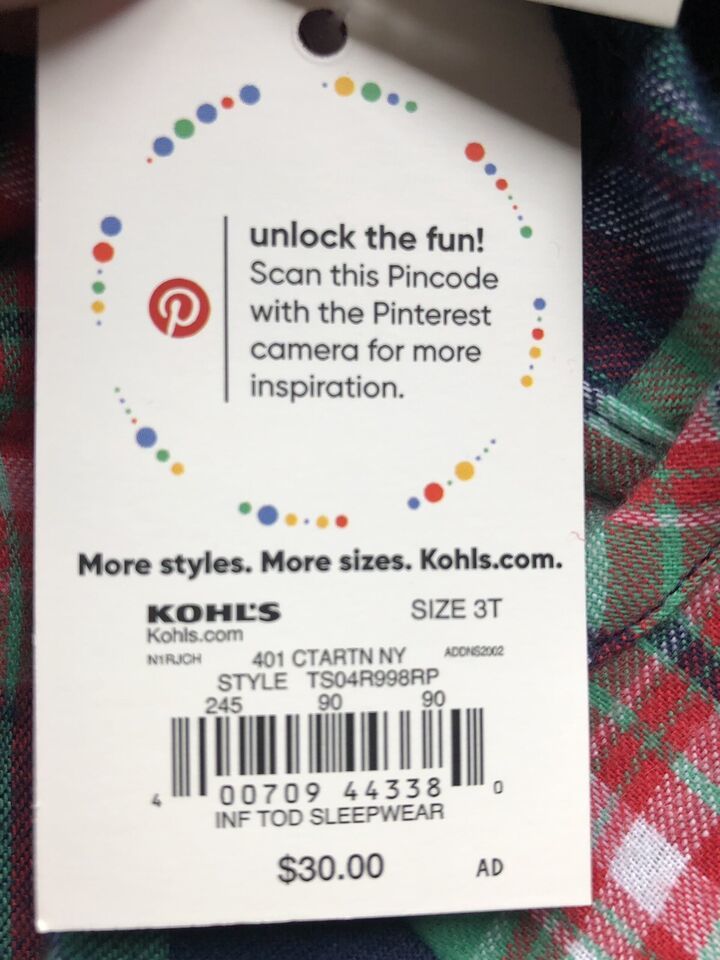 unlock the fun!
Scan this Pincode
with the Pinterest
camera for more
inspiration.
More styles. More sizes. Kohls.com.
KOHL'S SIZE 3T
Kohls.com
N1RJCH 401 CTARTN NY ADDNS2002
STYLE TS04R998RP
245 90 90
4 00709 44338 0
INF TOD SLEEPWEAR
$30.00 AD